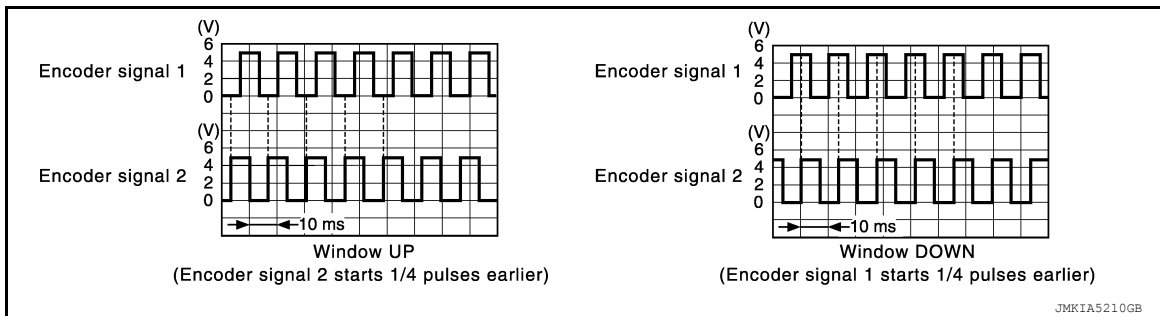 (V)
6
4
2
0
Encoder signal 1
(V)
6
4
2
0
Encoder signal 2
10 ms
Window UP
(Encoder signal 2 starts 1/4 pulses earlier)
(V)
6
4
2
0
Encoder signal 1
(V)
6
4
2
0
Encoder signal 2
10 ms
Window DOWN
(Encoder signal 1 starts 1/4 pulses earlier)
JMKIA5210GB